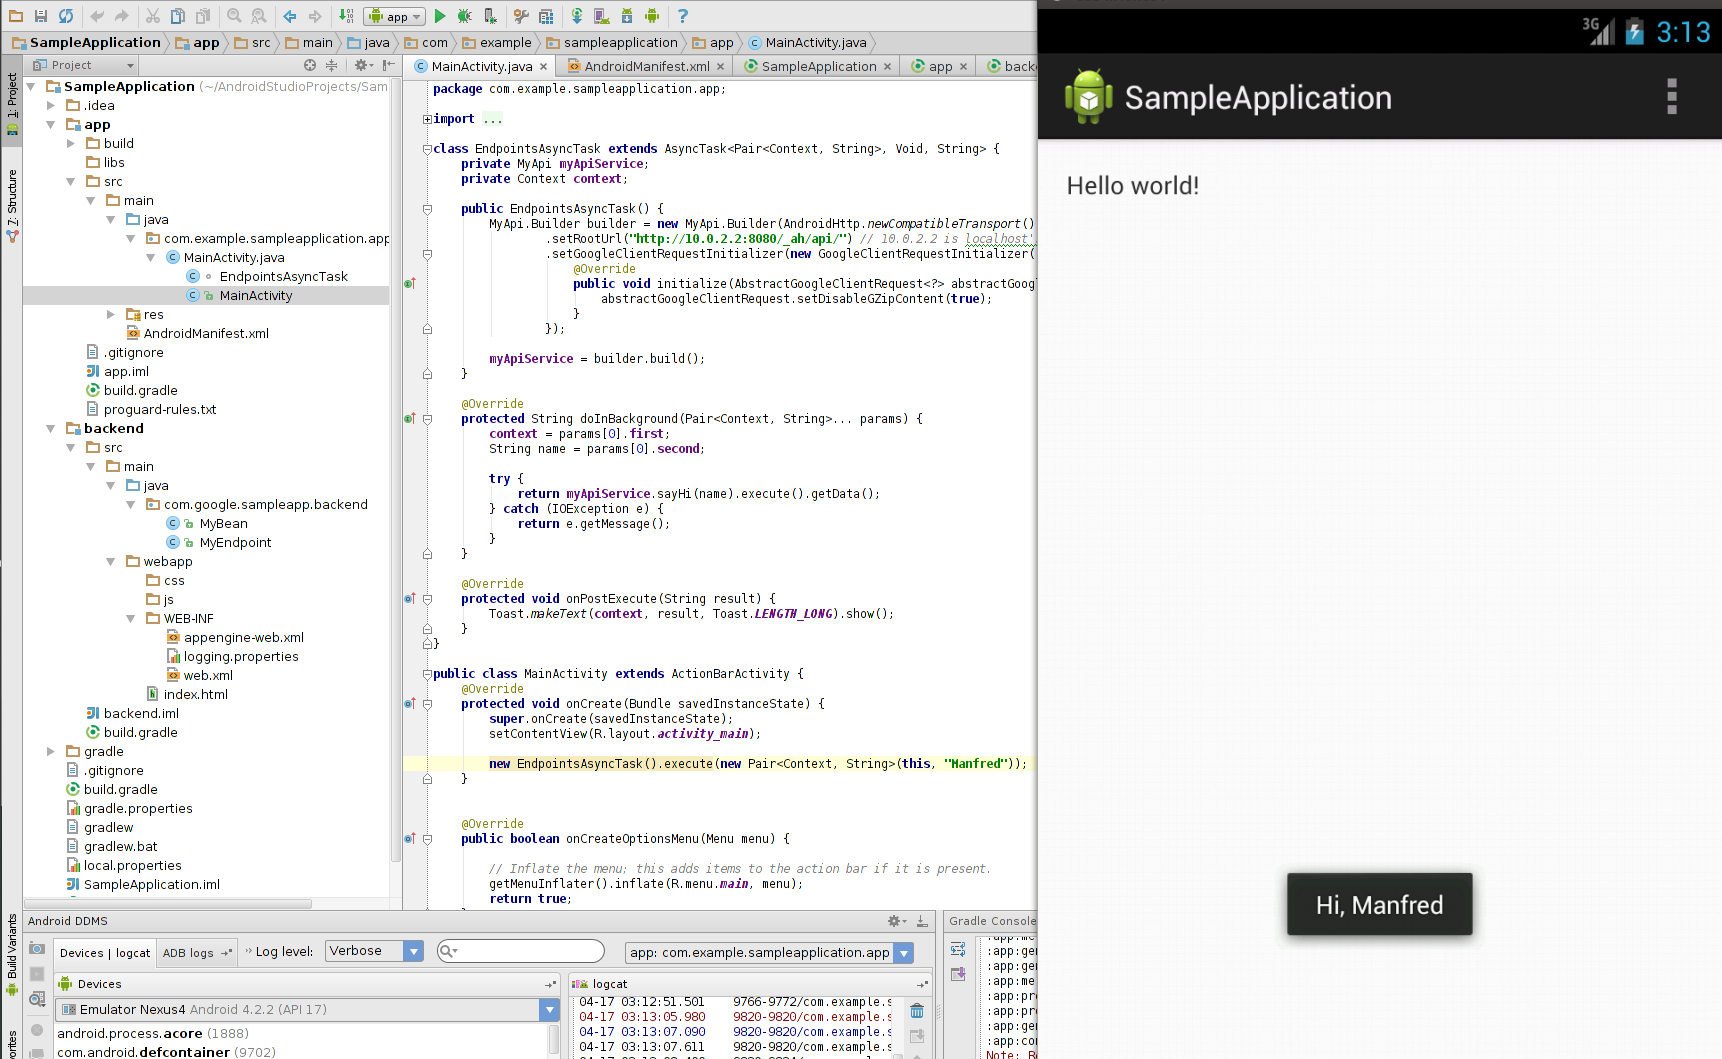 app
SampleApplication
app
src
main
java
com
example
sampleapplication
app
MainActivity.java
1: Project
7: Structure
Build Variants
Project
SampleApplication (~/AndroidStudioProjects/Sam
.idea
app
build
libs
src
main
java
com.example.sampleapplication.app
MainActivity.java
EndpointsAsyncTask
MainActivity
res
AndroidManifest.xml
.gitignore
app.iml
build.gradle
proguard-rules.txt
backend
src
main
java
com.google.sampleapp.backend
MyBean
MyEndpoint
webapp
css
js
WEB-INF
appengine-web.xml
logging.properties
web.xml
index.html
backend.iml
build.gradle
gradle
.gitignore
build.gradle
gradle.properties
gradlew
gradlew.bat
local.properties
SampleApplication.iml
MainActivity.java
AndroidManifest.xml
SampleApplication
app
back
package com.example.sampleapplication.app;
import ...
class EndpointsAsyncTask extends AsyncTask<Pair<Context, String>, Void, String> {
private MyApi myApiService;
private Context context;
public EndpointsAsyncTask() {
MyApi.Builder builder = new MyApi.Builder(AndroidHttp.newCompatibleTransport()
.setRootUrl("http://10.0.2.2:8080/_ah/api/") // 10.0.2.2 is localhost'
.setGoogleClientRequestInitializer(new GoogleClientRequestInitializer(
@Override
public void initialize(AbstractGoogleClientRequest<?> abstractGoog
abstractGoogleClientRequest.setDisableGZipContent(true);
}
});
myApiService = builder.build();
}
@Override
protected String doInBackground(Pair<Context, String>... params) {
context = params[0].first;
String name = params[0].second;
try {
return myApiService.sayHi(name).execute().getData();
} catch (IOException e) {
return e.getMessage();
}
}
@Override
protected void onPostExecute(String result) {
Toast.makeText(context, result, Toast.LENGTH_LONG).show();
}
}
public class MainActivity extends ActionBarActivity {
@Override
protected void onCreate(Bundle savedInstanceState) {
super.onCreate(savedInstanceState);
setContentView(R.layout.activity_main);
new EndpointsAsyncTask().execute(new Pair<Context, String>(this, "Manfred"));
}
@Override
public boolean onCreateOptionsMenu(Menu menu) {
// Inflate the menu; this adds items to the action bar if it is present.
getMenuInflater().inflate(R.menu.main, menu);
return true;
Android DDMS
Devices | logcat
ADB logs
Log level:
Verbose
app: com.example.sampleapplication.app
Devices
Emulator Nexus4 Android 4.2.2 (API 17)
android.process.acore (1888)
com.android.defcontainer (9702)
logcat
04-17 03:12:51.501 9766-9772/com.example.s
04-17 03:13:05.980 9820-9820/com.example.s
04-17 03:13:07.090 9820-9820/com.example.s
04-17 03:13:07.611 9820-9820/com.example.s
Gradle Console
:app:me
:app:ger
:app:ger
:app:me
:app:pro
:app:pro
:app:ger
:app:con
Note: R
3G
3:13
SampleApplication
Hello world!
Hi, Manfred